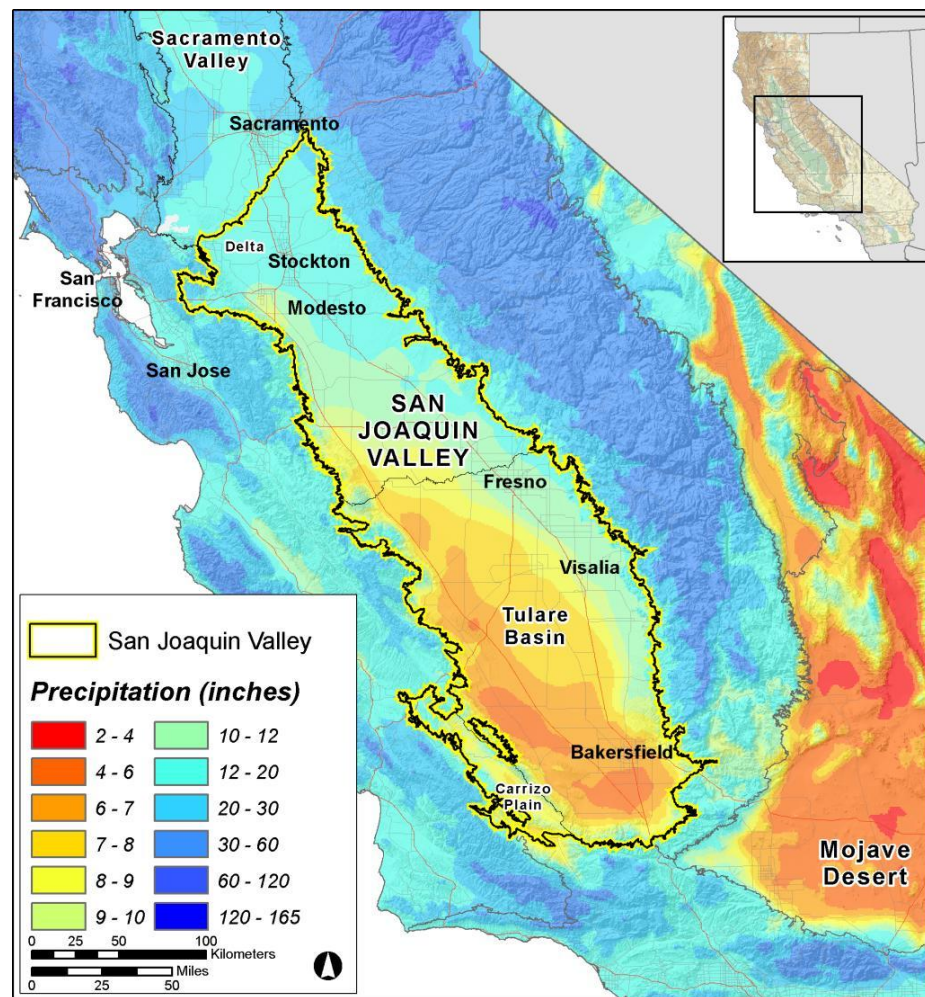 Sacramento
Valley
Sacramento
Delta
Stockton
San
Francisco
Modesto
San Jose
SAN
JOAQUIN
VALLEY
Fresno
Visalia
Tulare
Basin
Bakersfield
Carrizo
Plain
Mojave
Desert
San Joaquin Valley
Precipitation (inches)
2 - 4
4 - 6
6 - 7
7 - 8
8 - 9
9 - 10
10 - 12
12 - 20
20 - 30
30 - 60
60 - 120
120 - 165
0 25 50 100
Kilometers
Miles
0 25 50